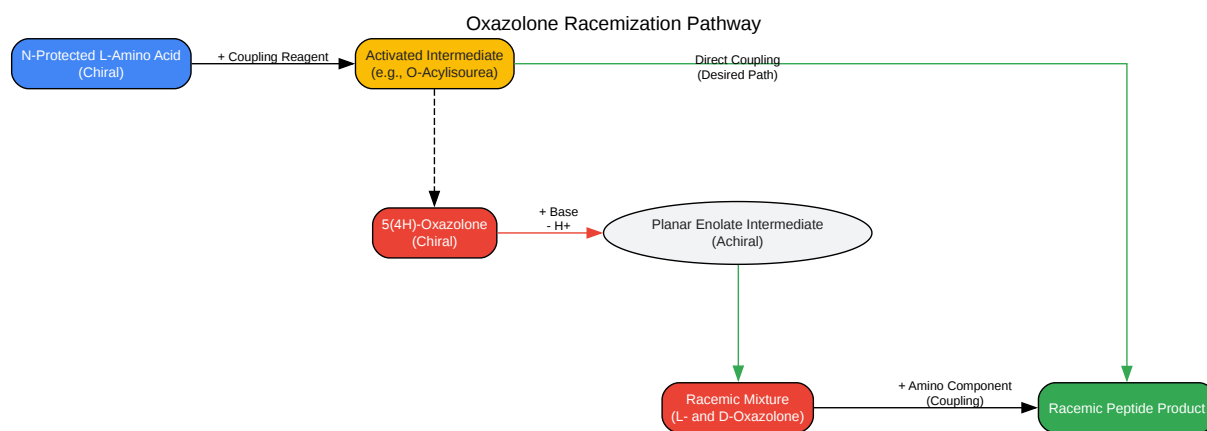 Oxazolone Racemization Pathway
N-Protected L-Amino Acid
(Chiral)
+ Coupling Reagent
Activated Intermediate
(e.g., O-Acylisourea)
Direct Coupling
(Desired Path)
5(4H)-Oxazolone
(Chiral)
+ Base
- H+
Planar Enolate Intermediate
(Achiral)
Racemic Mixture
(L- and D-Oxazolone)
+ Amino Component
(Coupling)
Racemic Peptide Product